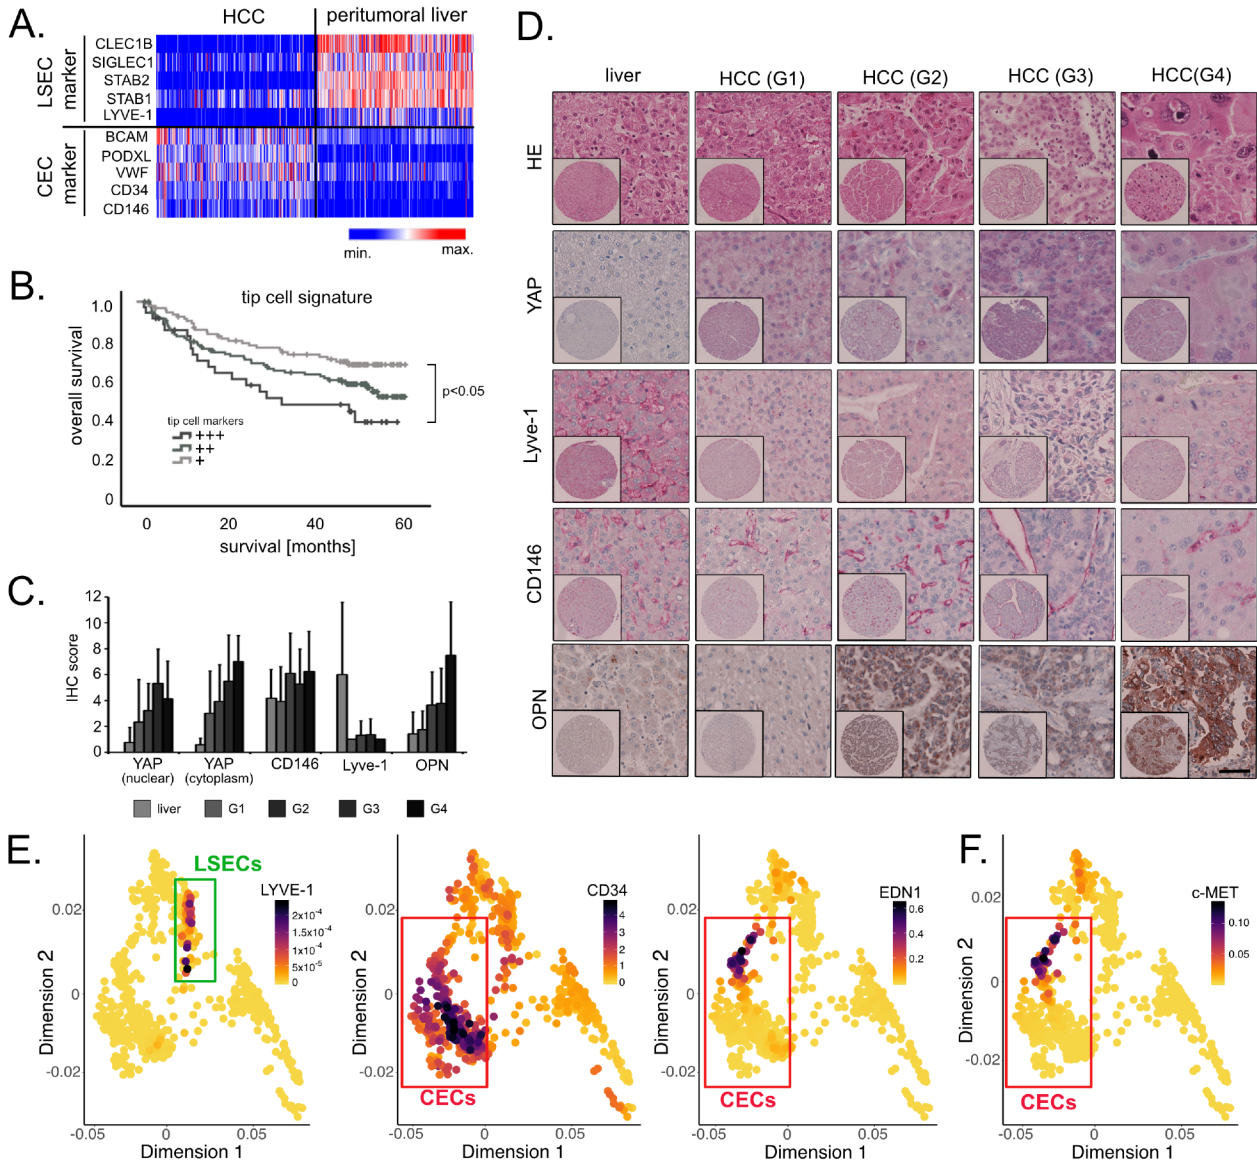 A.
HCC
peritumoral liver
LSEC
marker
CLEC1B
SIGLEC1
STAB2
STAB1
LYVE-1
CEC
marker
BCAM
PODXL
VWF
CD34
CD146
min.
max.
B.
tip cell signature
overall survival
1.0
0.8
0.6
0.4
0.2
0
p<0.05
tip cell markers
+++
++
+
0 20 40 60
survival [months]
C.
IHC score
12
10
8
6
4
2
0
YAP
(nuclear)
YAP
(cytoplasm)
CD146
Lyve-1
OPN
liver
G1
G2
G3
G4
D.
liver
HCC (G1)
HCC (G2)
HCC (G3)
HCC(G4)
HE
YAP
Lyve-1
CD146
OPN
E.
LSECs
LYVE-1
2x10⁻⁴
1.5x10⁻⁴
1x10⁻⁴
5x10⁻⁵
0
Dimension 2
0.02
0
-0.02
-0.05 0 0.05
Dimension 1
CD34
4
3
2
1
0
CECs
Dimension 2
0.02
0
-0.02
-0.05 0 0.05
Dimension 1
EDN1
0.6
0.4
0.2
CECs
Dimension 2
0.02
0
-0.02
-0.05 0 0.05
Dimension 1
F.
c-MET
0.10
0.05
CECs
Dimension 2
0.02
0
-0.02
-0.05 0 0.05
Dimension 1